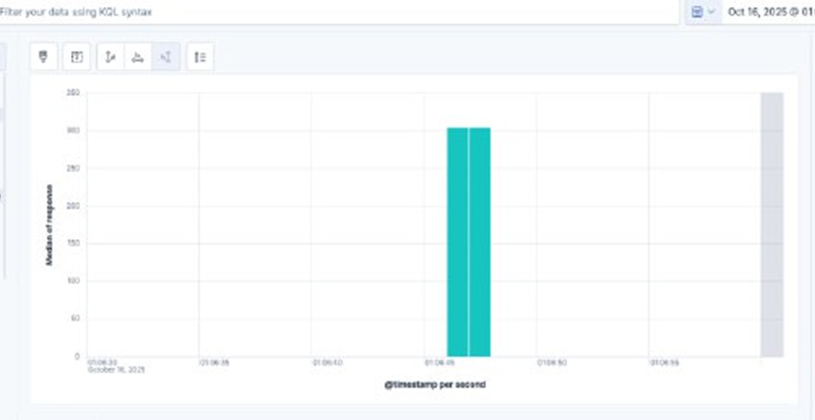 Filter your data using KQL syntax
Oct 16, 2025 @ 01
350
300
250
200
150
100
50
0
Median of response
01:06:30
01:06:35
01:06:40
01:06:45
01:06:50
01:06:55
October 16, 2025
@timestamp per second